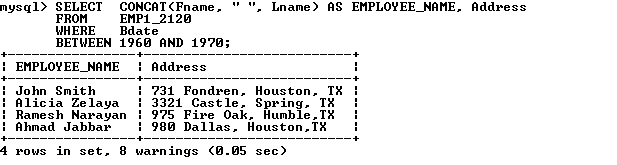 mysql> SELECT  CONCAT(Fname, " ", Lname) AS EMPLOYEE_NAME, Address
       FROM    EMP1_2120
       WHERE   Bdate
       BETWEEN 1960 AND 1970;
| EMPLOYEE_NAME  | Address                 |
| John Smith     | 731 Fondren, Houston, TX |
| Alicia Zelaya  | 3321 Castle, Spring, TX |
| Ramesh Narayan | 975 Fire Oak, Humble,TX |
| Ahmad Jabbar   | 980 Dallas, Houston,TX  |
4 rows in set, 8 warnings (0.05 sec)